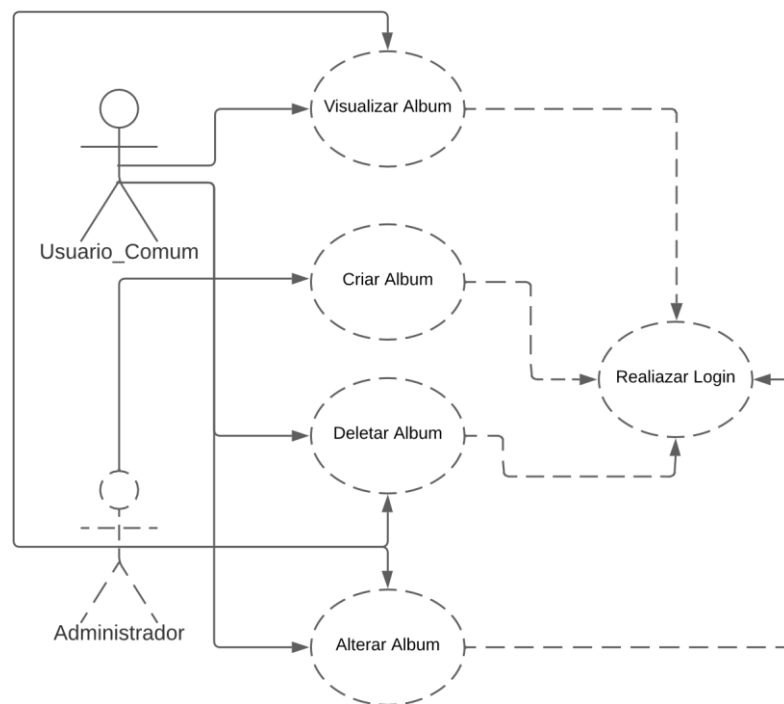 Visualizar Album
Usuario_Comum
Criar Album
Realiazar Login
Deletar Album
Administrador
Alterar Album